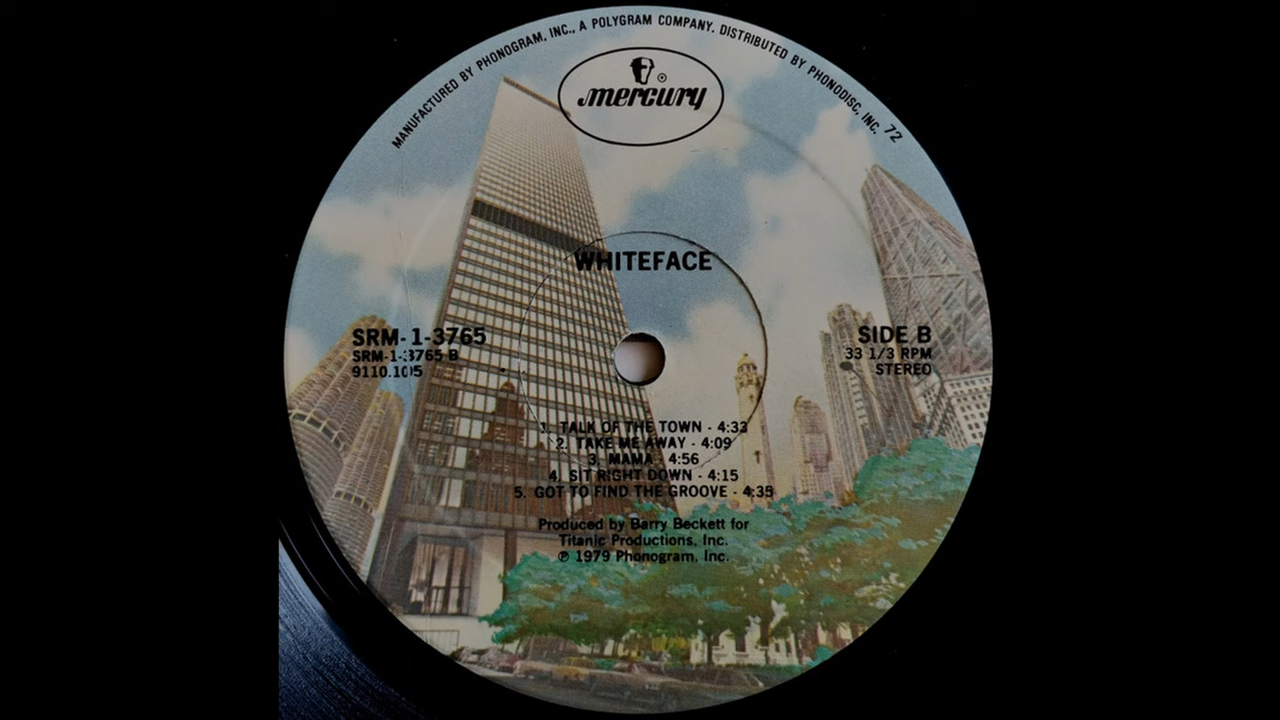 MANUFACTURED BY PHONOGRAM, INC., A POLYGRAM COMPANY. DISTRIBUTED BY PHONODISC, INC. 72
mercury
®
WHITEFACE
SRM-1-3765
SRM-1-3765 B
9110.105
SIDE B
33 1/3 RPM
STEREO
1. TALK OF THE TOWN - 4:33
2. TAKE ME AWAY - 4:09
3. MAMA - 4:56
4. SIT RIGHT DOWN - 4:15
5. GOT TO FIND THE GROOVE - 4:35
Produced by Barry Beckett for
Titanic Productions, Inc.
℗ 1979 Phonogram, Inc.